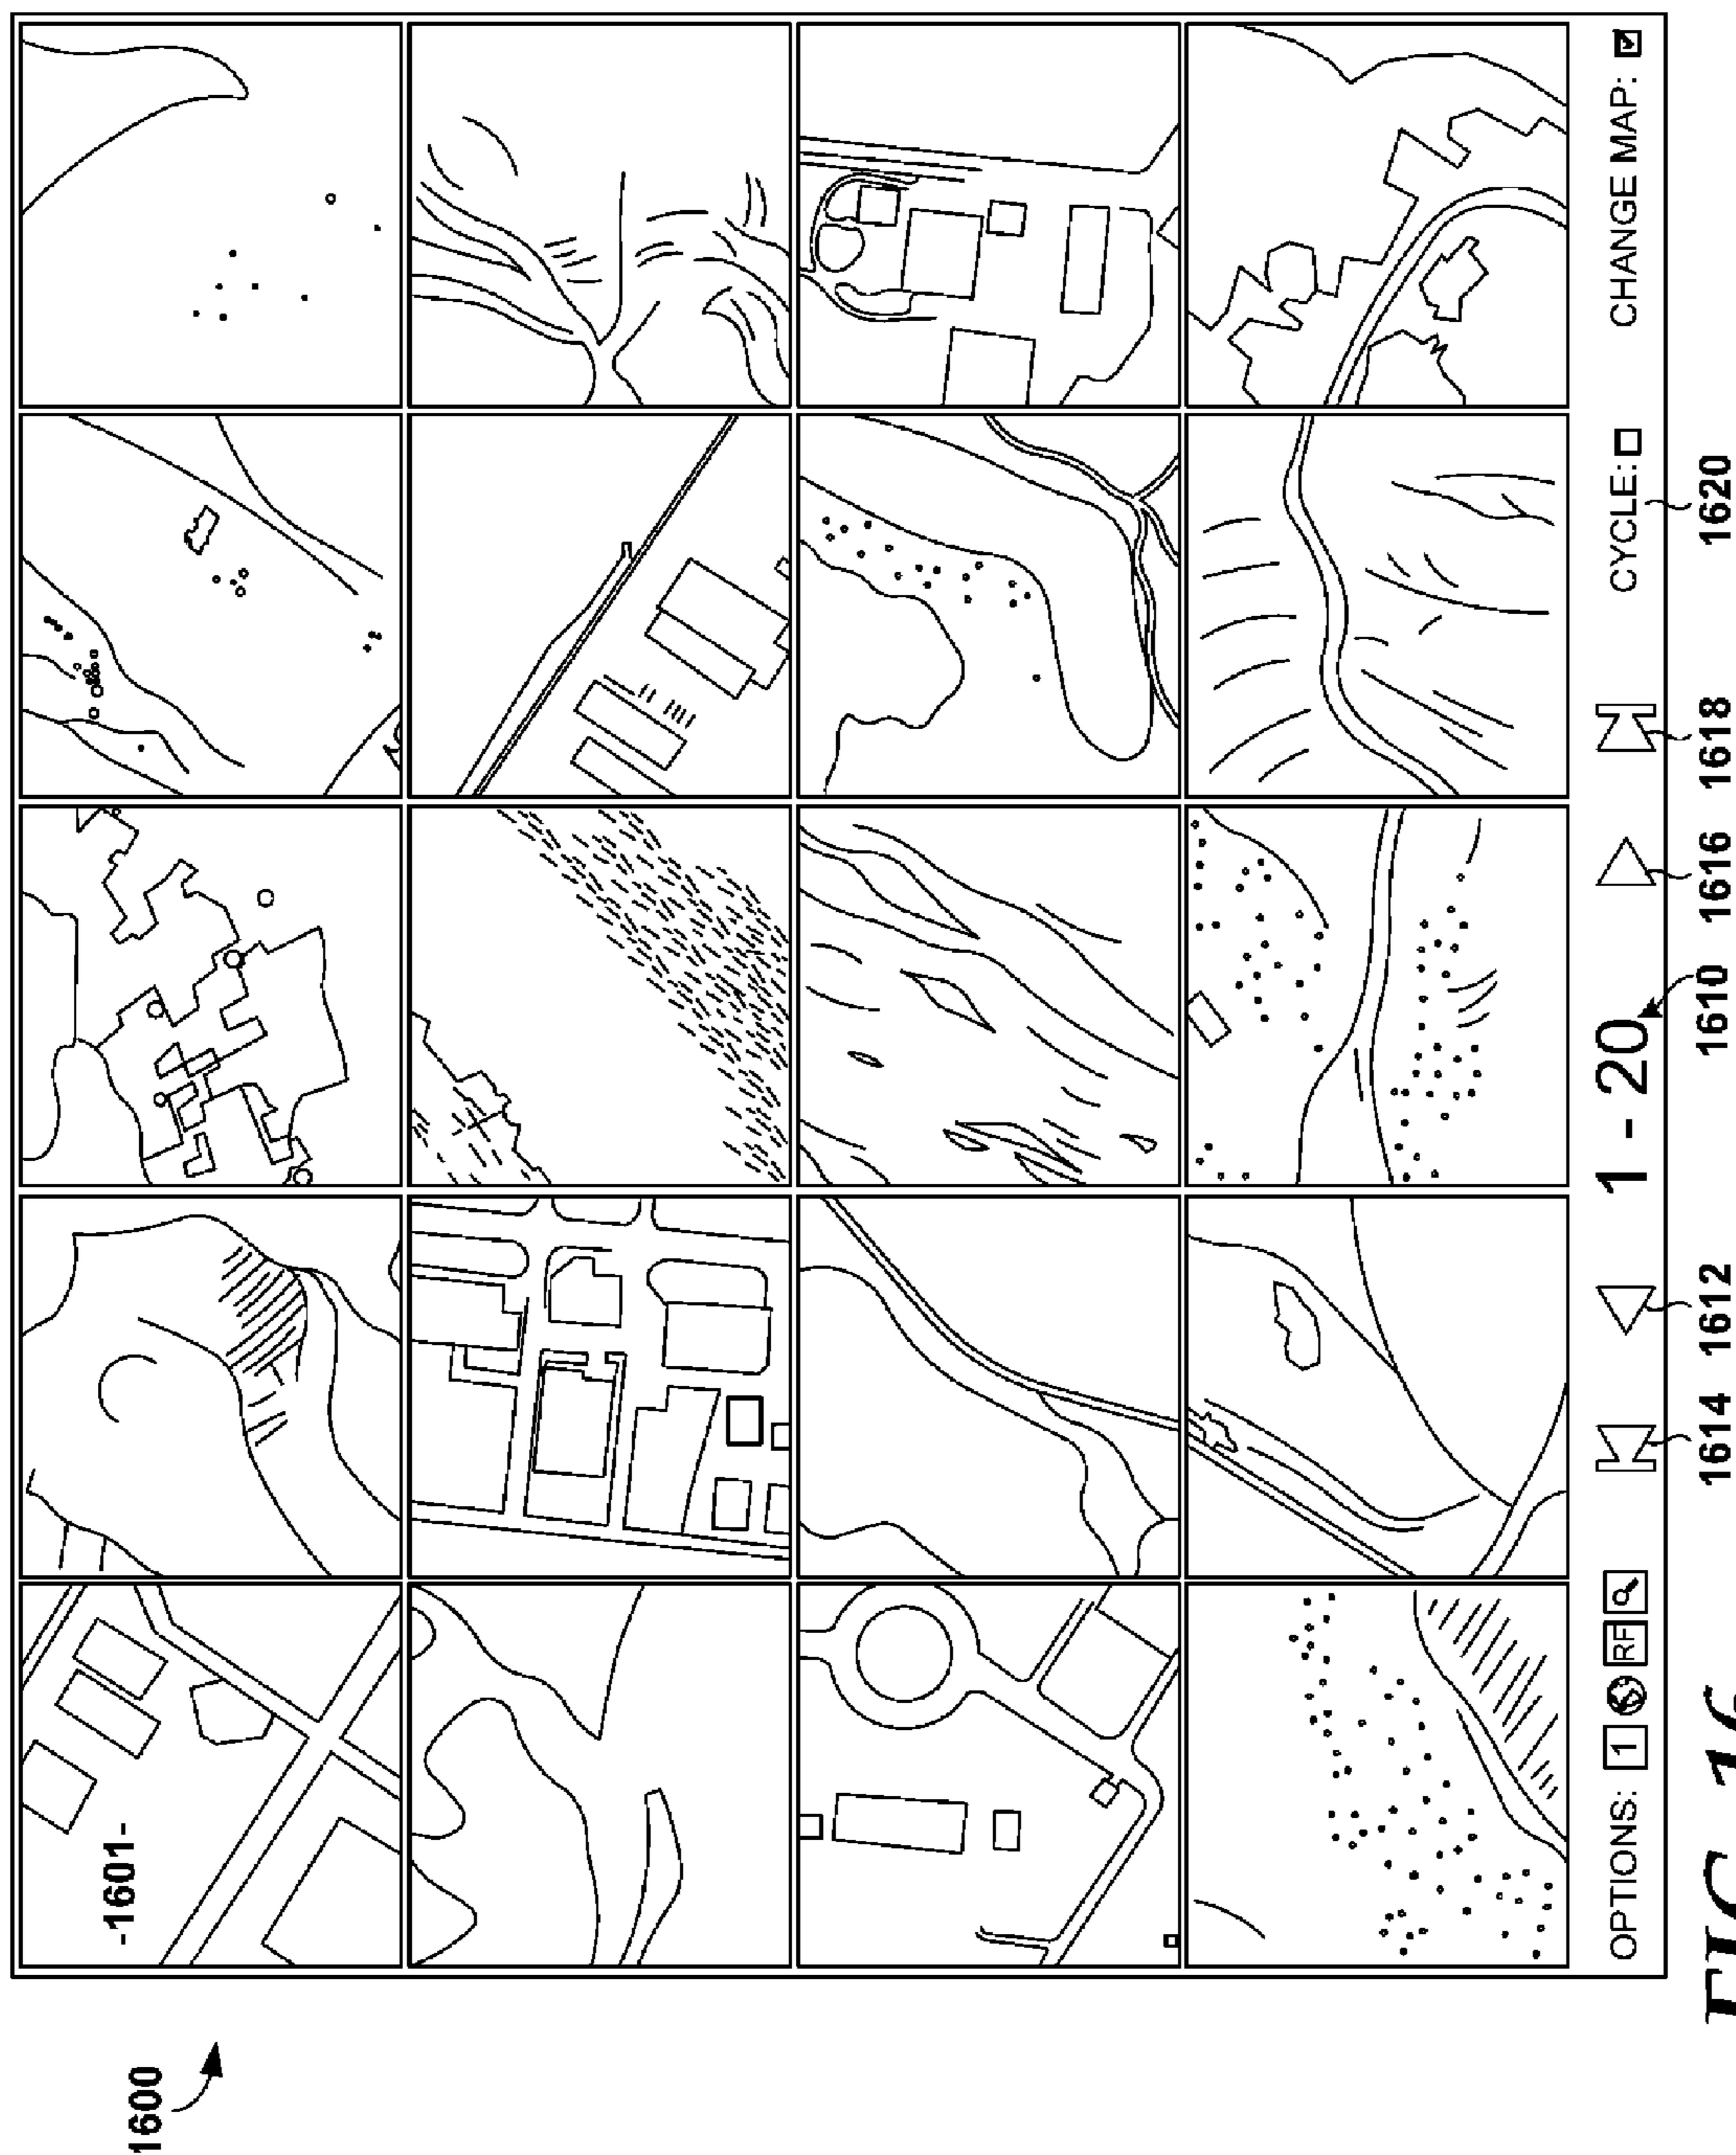 1600
-1601-
OPTIONS: 1 RF 1 - 20 CYCLE: CHANGE MAP:
1614 1612 1610 1616 1618 1620
FIG. 16